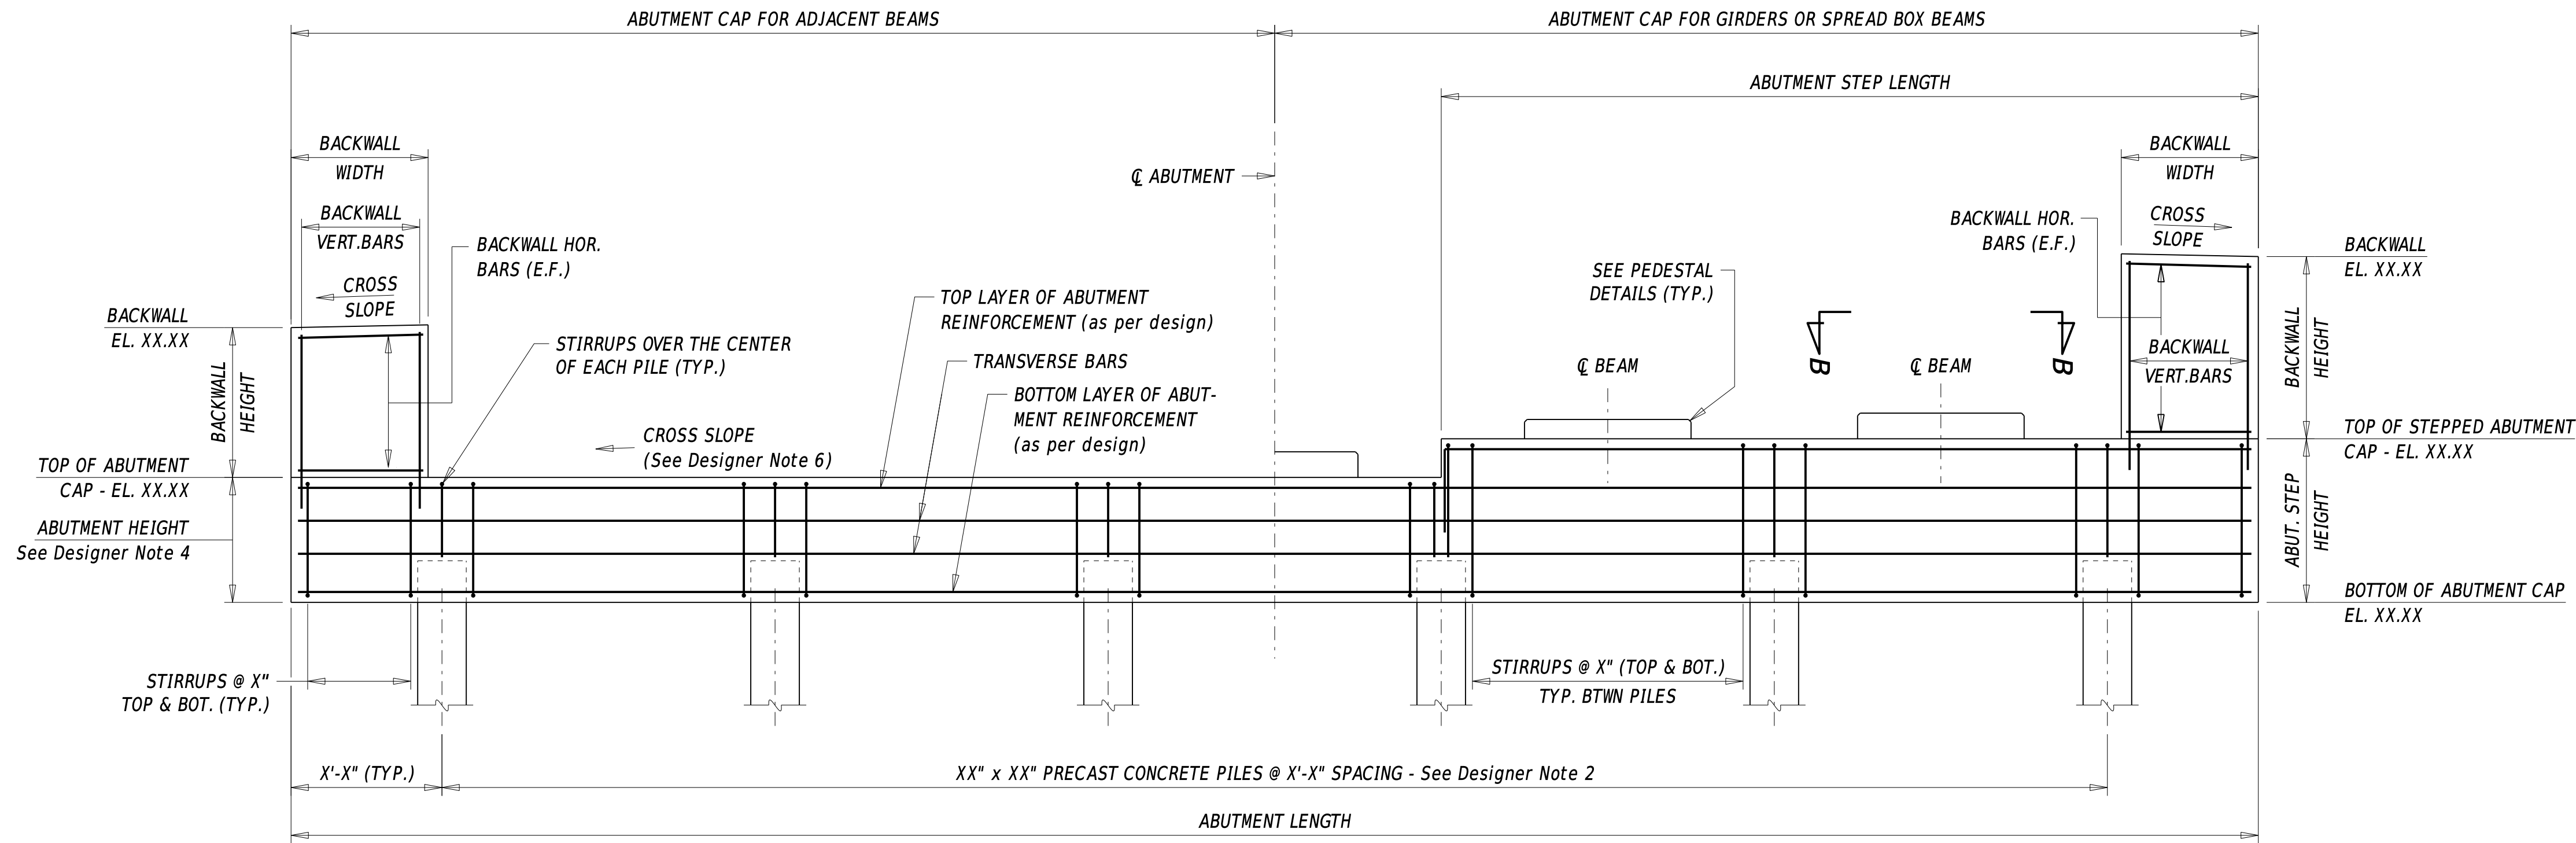 ABUTMENT CAP FOR ADJACENT BEAMS
ABUTMENT CAP FOR GIRDERS OR SPREAD BOX BEAMS
ABUTMENT STEP LENGTH
BACKWALL
WIDTH
BACKWALL
VERT.BARS
CROSS
SLOPE
BACKWALL HOR.
BARS (E.F.)
BACKWALL
EL. XX.XX
BACKWALL
HEIGHT
TOP OF ABUTMENT
CAP - EL. XX.XX
ABUTMENT HEIGHT
See Designer Note 4
STIRRUPS OVER THE CENTER
OF EACH PILE (TYP.)
CROSS SLOPE
(See Designer Note 6)
TOP LAYER OF ABUTMENT
REINFORCEMENT (as per design)
TRANSVERSE BARS
BOTTOM LAYER OF ABUT-
MENT REINFORCEMENT
(as per design)
℄ ABUTMENT
SEE PEDESTAL
DETAILS (TYP.)
℄ BEAM
℄ BEAM
B
B
BACKWALL
WIDTH
BACKWALL HOR.
BARS (E.F.)
CROSS
SLOPE
BACKWALL
VERT.BARS
BACKWALL
EL. XX.XX
BACKWALL
HEIGHT
TOP OF STEPPED ABUTMENT
CAP - EL. XX.XX
ABUT. STEP
HEIGHT
BOTTOM OF ABUTMENT CAP
EL. XX.XX
STIRRUPS @ X"
TOP & BOT. (TYP.)
STIRRUPS @ X" (TOP & BOT.)
TYP. BTWN PILES
X'-X" (TYP.)
XX" x XX" PRECAST CONCRETE PILES @ X'-X" SPACING - See Designer Note 2
ABUTMENT LENGTH